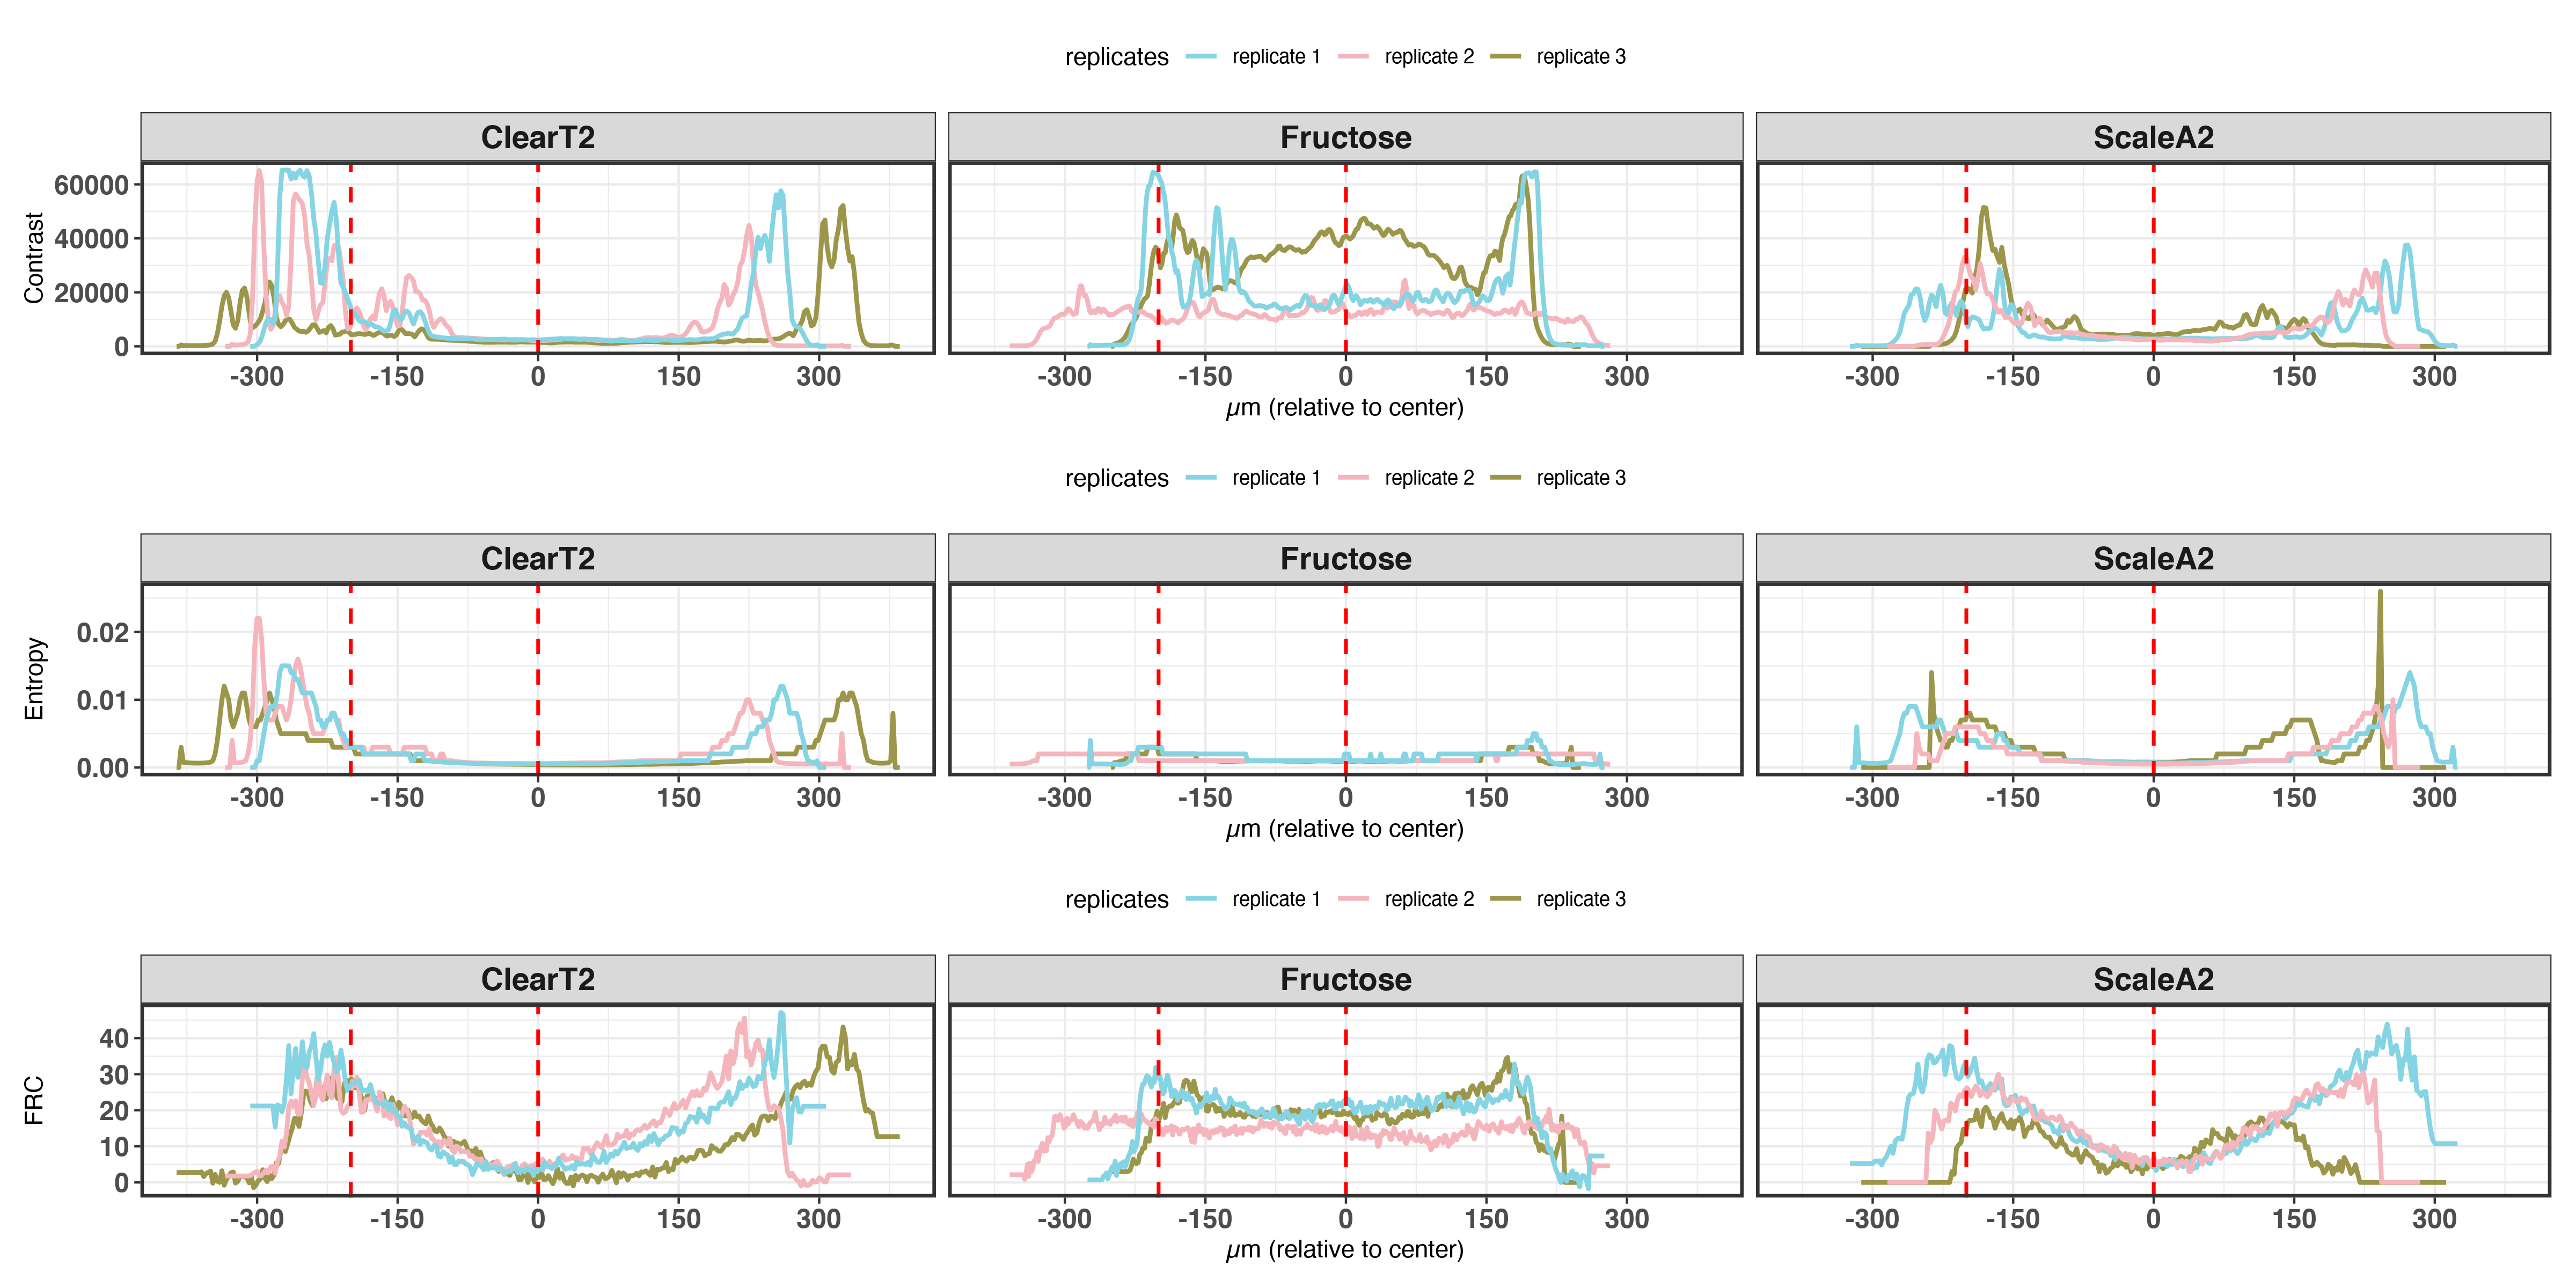 replicates replicate 1 replicate 2 replicate 3
ClearT2 Fructose ScaleA2
Contrast
60000
40000
20000
0
-300 -150 0 150 300 -300 -150 0 150 300 -300 -150 0 150 300
µm (relative to center)
replicates replicate 1 replicate 2 replicate 3
ClearT2 Fructose ScaleA2
Entropy
0.02
0.01
0.00
-300 -150 0 150 300 -300 -150 0 150 300 -300 -150 0 150 300
µm (relative to center)
replicates replicate 1 replicate 2 replicate 3
ClearT2 Fructose ScaleA2
FRC
40
30
20
10
0
-300 -150 0 150 300 -300 -150 0 150 300 -300 -150 0 150 300
µm (relative to center)